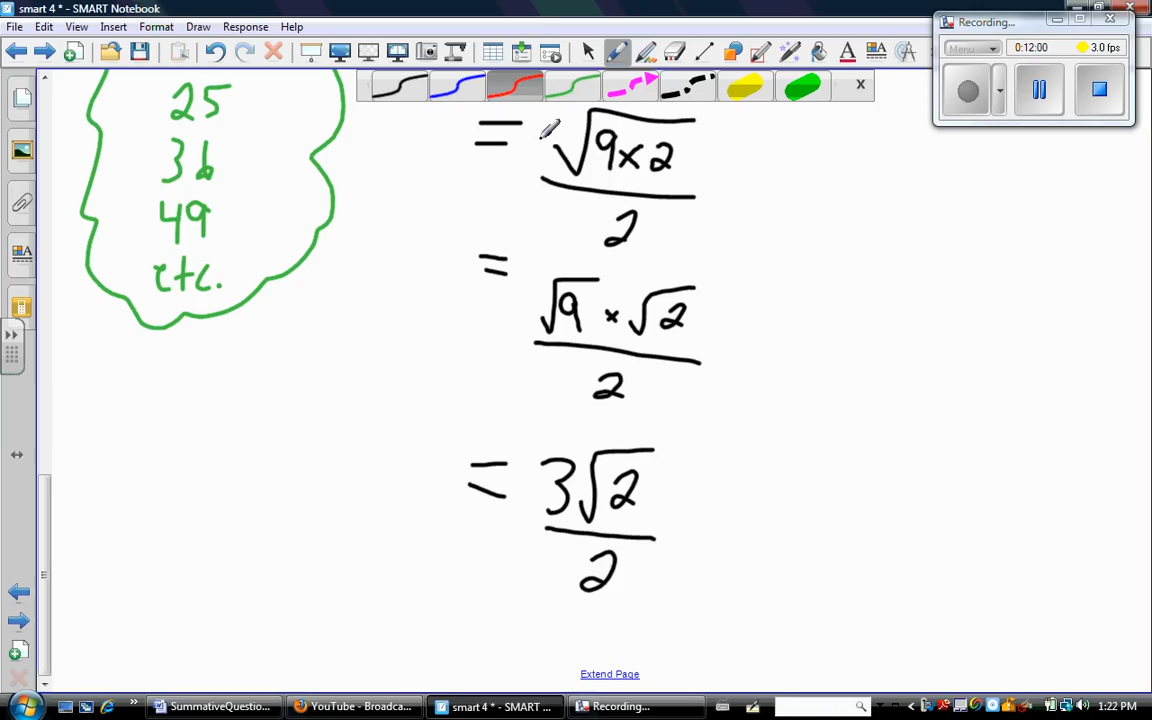 smart 4 * - SMART Notebook
File Edit View Insert Format Draw Response Help
Recording...
Menu
0:12:00
3.0 fps
25
36
49
etc.
= √9×2
2
= √9 × √2
2
= 3√2
2
Extend Page
SummativeQuestio...
YouTube - Broadca...
smart 4 * - SMART ...
Recording...
1:22 PM